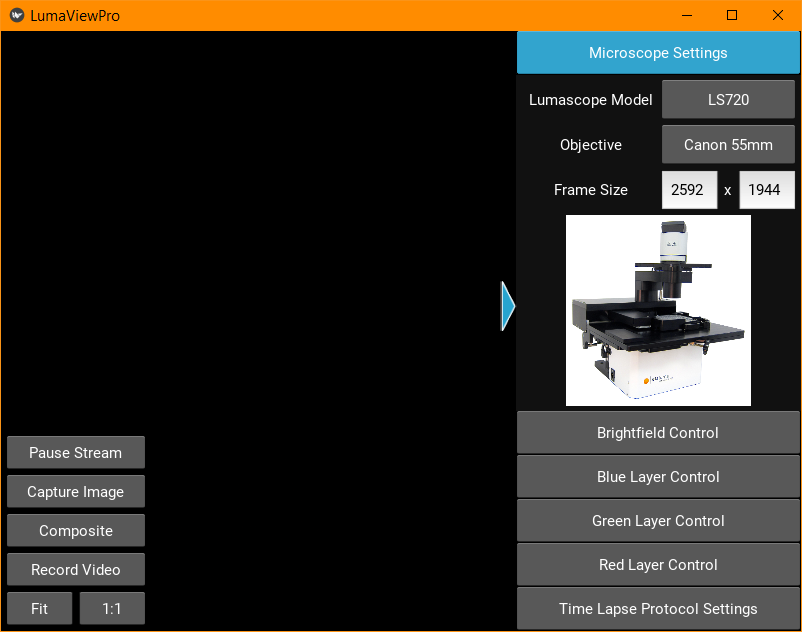 LumaViewPro
Microscope Settings
Lumascope Model LS720
Objective Canon 55mm
Frame Size 2592 x 1944
Brightfield Control
Blue Layer Control
Green Layer Control
Red Layer Control
Time Lapse Protocol Settings
Pause Stream
Capture Image
Composite
Record Video
Fit 1:1